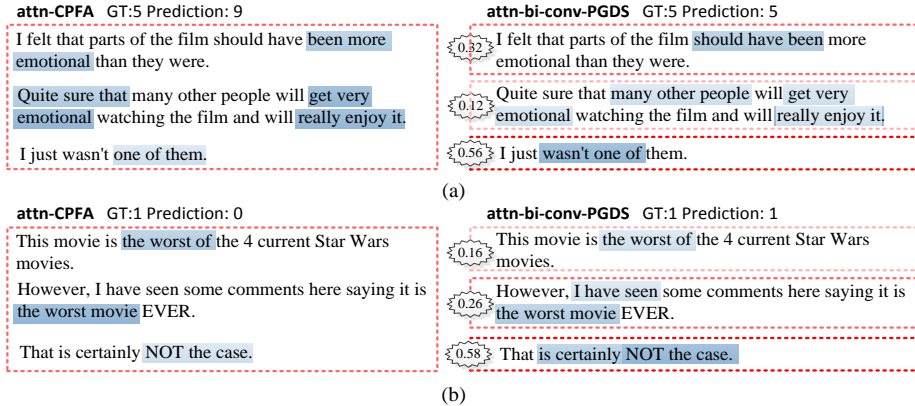 attn-CPFA GT:5 Prediction: 9
I felt that parts of the film should have been more
emotional than they were.
Quite sure that many other people will get very
emotional watching the film and will really enjoy it.
I just wasn't one of them.
attn-bi-conv-PGDS GT:5 Prediction: 5
0.32
I felt that parts of the film should have been more
emotional than they were.
0.12
Quite sure that many other people will get very
emotional watching the film and will really enjoy it.
0.56
I just wasn't one of them.
(a)
attn-CPFA GT:1 Prediction: 0
This movie is the worst of the 4 current Star Wars
movies.
However, I have seen some comments here saying it is
the worst movie EVER.
That is certainly NOT the case.
attn-bi-conv-PGDS GT:1 Prediction: 1
0.16
This movie is the worst of the 4 current Star Wars
movies.
0.26
However, I have seen some comments here saying it is
the worst movie EVER.
0.58
That is certainly NOT the case.
(b)